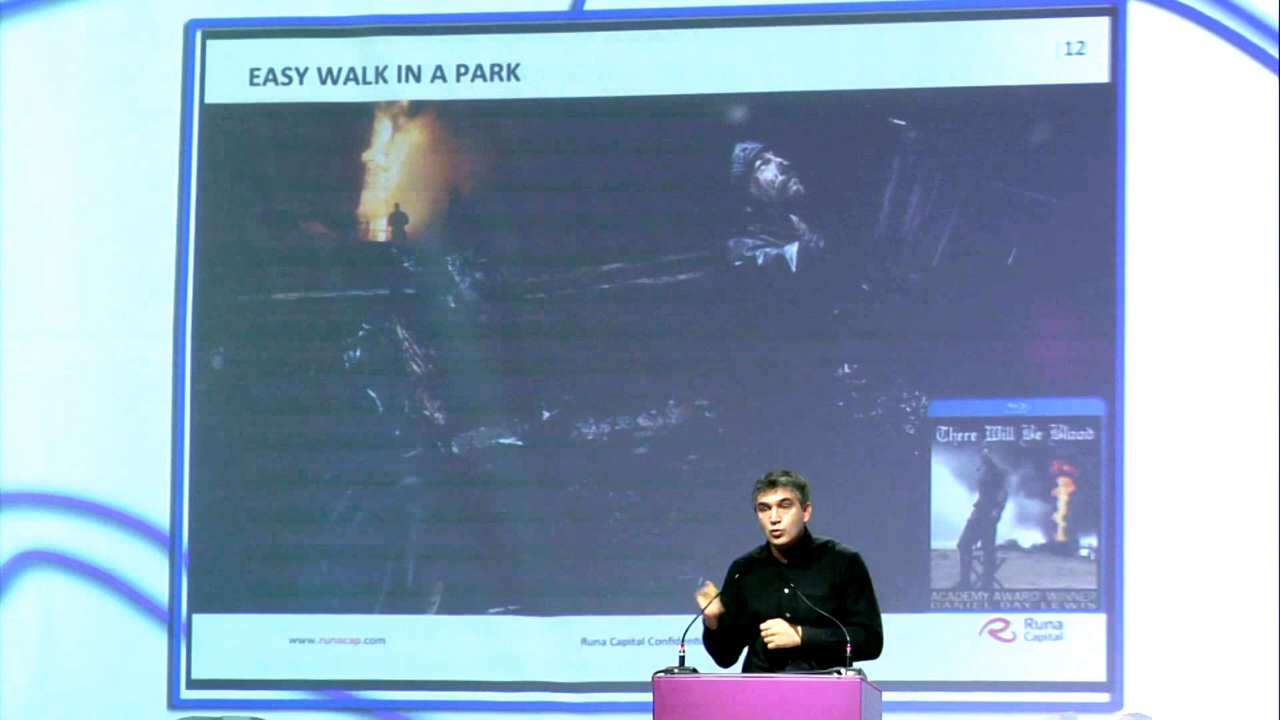 12
EASY WALK IN A PARK
There Will Be Blood
ACADEMY AWARD WINNER
DANIEL DAY LEWIS
www.runacap.com
Runa Capital
Runa
Capital